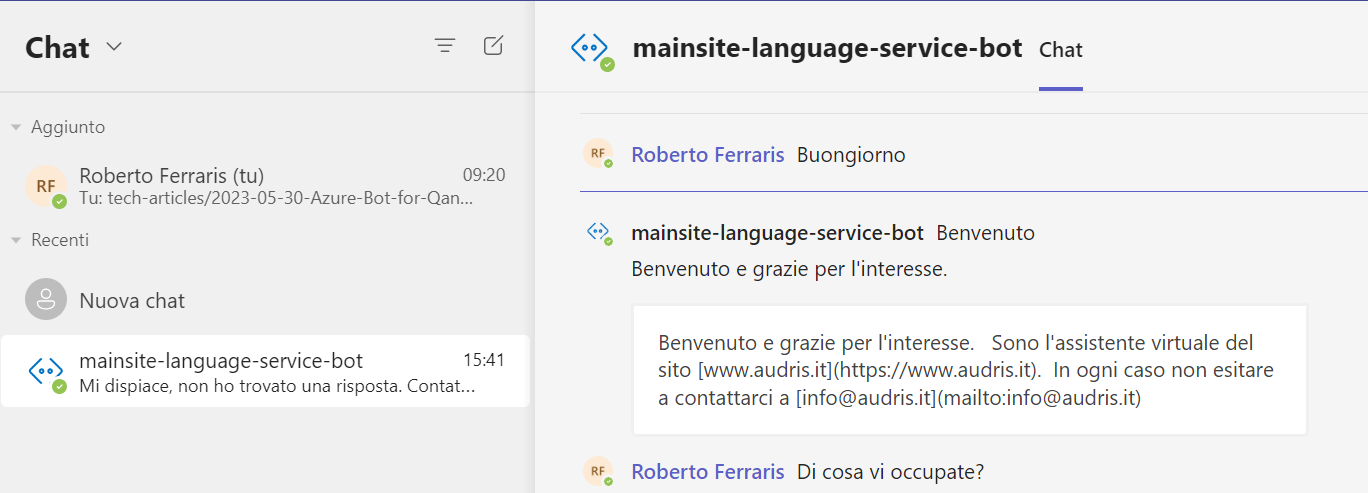 Chat
Aggiunto
RF
Roberto Ferraris (tu) 09:20
Tu: tech-articles/2023-05-30-Azure-Bot-for-Qan...
Recenti
Nuova chat
mainsite-language-service-bot 15:41
Mi dispiace, non ho trovato una risposta. Contat...
mainsite-language-service-bot Chat
RF Roberto Ferraris Buongiorno
mainsite-language-service-bot Benvenuto
Benvenuto e grazie per l'interesse.
Benvenuto e grazie per l'interesse. Sono l'assistente virtuale del
sito [www.audris.it](https://www.audris.it). In ogni caso non esitare
a contattarci a [info@audris.it](mailto:info@audris.it)
RF Roberto Ferraris Di cosa vi occupate?